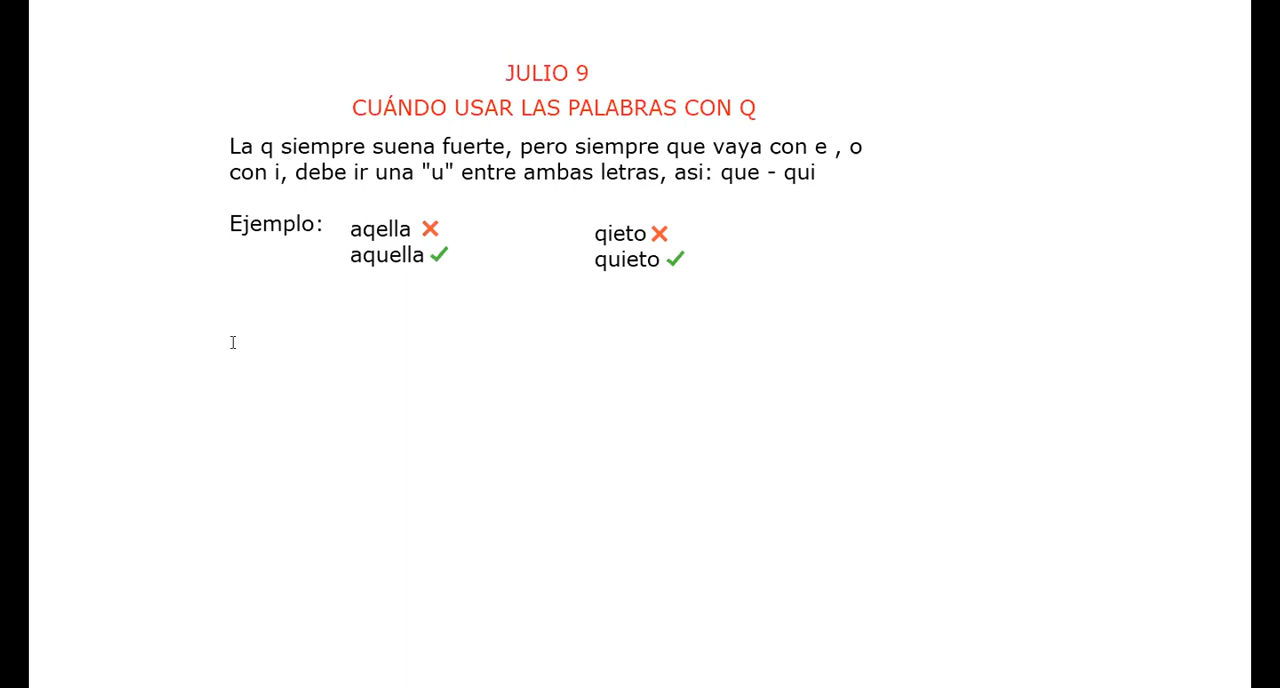 JULIO 9
CUÁNDO USAR LAS PALABRAS CON Q
La q siempre suena fuerte, pero siempre que vaya con e , o
con i, debe ir una "u" entre ambas letras, asi: que - qui
Ejemplo:
aqella ❌
aquella ✔
qieto ❌
quieto ✔